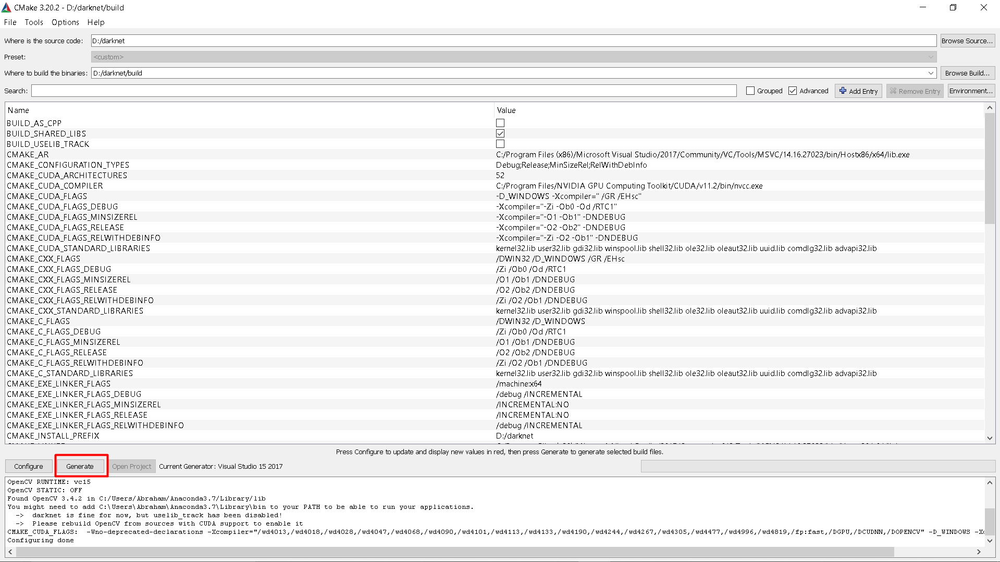 CMake 3.20.2 - D:/darknet/build
File Tools Options Help
Where is the source code: D:/darknet Browse Source...
Preset: <custom>
Where to build the binaries: D:/darknet/build Browse Build...
Search: Grouped Advanced Add Entry Remove Entry Environment...
Name Value
BUILD_AS_CPP
BUILD_SHARED_LIBS
BUILD_USELIB_TRACK
CMAKE_AR C:/Program Files (x86)/Microsoft Visual Studio/2017/Community/VC/Tools/MSVC/14.16.27023/bin/Hostx86/x64/lib.exe
CMAKE_CONFIGURATION_TYPES Debug;Release;MinSizeRel;RelWithDebInfo
CMAKE_CUDA_ARCHITECTURES 52
CMAKE_CUDA_COMPILER C:/Program Files/NVIDIA GPU Computing Toolkit/CUDA/v11.2/bin/nvcc.exe
CMAKE_CUDA_FLAGS -D_WINDOWS -Xcompiler=" /GR /EHsc"
CMAKE_CUDA_FLAGS_DEBUG -Xcompiler="-Zi -Ob0 -Od /RTC1"
CMAKE_CUDA_FLAGS_MINSIZEREL -Xcompiler="-O1 -Ob1" -DNDEBUG
CMAKE_CUDA_FLAGS_RELEASE -Xcompiler="-O2 -Ob2" -DNDEBUG
CMAKE_CUDA_FLAGS_RELWITHDEBINFO -Xcompiler="-Zi -O2 -Ob1" -DNDEBUG
CMAKE_CUDA_STANDARD_LIBRARIES kernel32.lib user32.lib gdi32.lib winspool.lib shell32.lib ole32.lib oleaut32.lib uuid.lib comdlg32.lib advapi32.lib
CMAKE_CXX_FLAGS /DWIN32 /D_WINDOWS /GR /EHsc
CMAKE_CXX_FLAGS_DEBUG /Zi /Ob0 /Od /RTC1
CMAKE_CXX_FLAGS_MINSIZEREL /O1 /Ob1 /DNDEBUG
CMAKE_CXX_FLAGS_RELEASE /O2 /Ob2 /DNDEBUG
CMAKE_CXX_FLAGS_RELWITHDEBINFO /Zi /O2 /Ob1 /DNDEBUG
CMAKE_CXX_STANDARD_LIBRARIES kernel32.lib user32.lib gdi32.lib winspool.lib shell32.lib ole32.lib oleaut32.lib uuid.lib comdlg32.lib advapi32.lib
CMAKE_C_FLAGS /DWIN32 /D_WINDOWS
CMAKE_C_FLAGS_DEBUG /Zi /Ob0 /Od /RTC1
CMAKE_C_FLAGS_MINSIZEREL /O1 /Ob1 /DNDEBUG
CMAKE_C_FLAGS_RELEASE /O2 /Ob2 /DNDEBUG
CMAKE_C_FLAGS_RELWITHDEBINFO /Zi /O2 /Ob1 /DNDEBUG
CMAKE_C_STANDARD_LIBRARIES kernel32.lib user32.lib gdi32.lib winspool.lib shell32.lib ole32.lib oleaut32.lib uuid.lib comdlg32.lib advapi32.lib
CMAKE_EXE_LINKER_FLAGS /machine:x64
CMAKE_EXE_LINKER_FLAGS_DEBUG /debug /INCREMENTAL
CMAKE_EXE_LINKER_FLAGS_MINSIZEREL /INCREMENTAL:NO
CMAKE_EXE_LINKER_FLAGS_RELEASE /INCREMENTAL:NO
CMAKE_EXE_LINKER_FLAGS_RELWITHDEBINFO /debug /INCREMENTAL
CMAKE_INSTALL_PREFIX D:/darknet
Press Configure to update and display new values in red, then press Generate to generate selected build files.
Configure Generate Open Project Current Generator: Visual Studio 15 2017
OpenCV RUNTIME: vc15
OpenCV STATIC: OFF
Found OpenCV 3.4.2 in C:/Users/Abraham/Anaconda3.7/Library/lib
You might need to add C:\Users\Abraham\Anaconda3.7\Library\bin to your PATH to be able to run your applications.
-> darknet is fine for now, but uselib_track has been disabled!
-> Please rebuild OpenCV from sources with CUDA support to enable it
CMAKE_CUDA_FLAGS: -Wno-deprecated-declarations -Xcompiler="/wd4013,/wd4018,/wd4028,/wd4047,/wd4068,/wd4090,/wd4101,/wd4113,/wd4133,/wd4190,/wd4244,/wd4267,/wd4305,/wd4477,/wd4996,/wd4819,/fp:fast,/DGPU,/DCUDNN,/DOPENCV" -D_WINDOWS
Configuring done